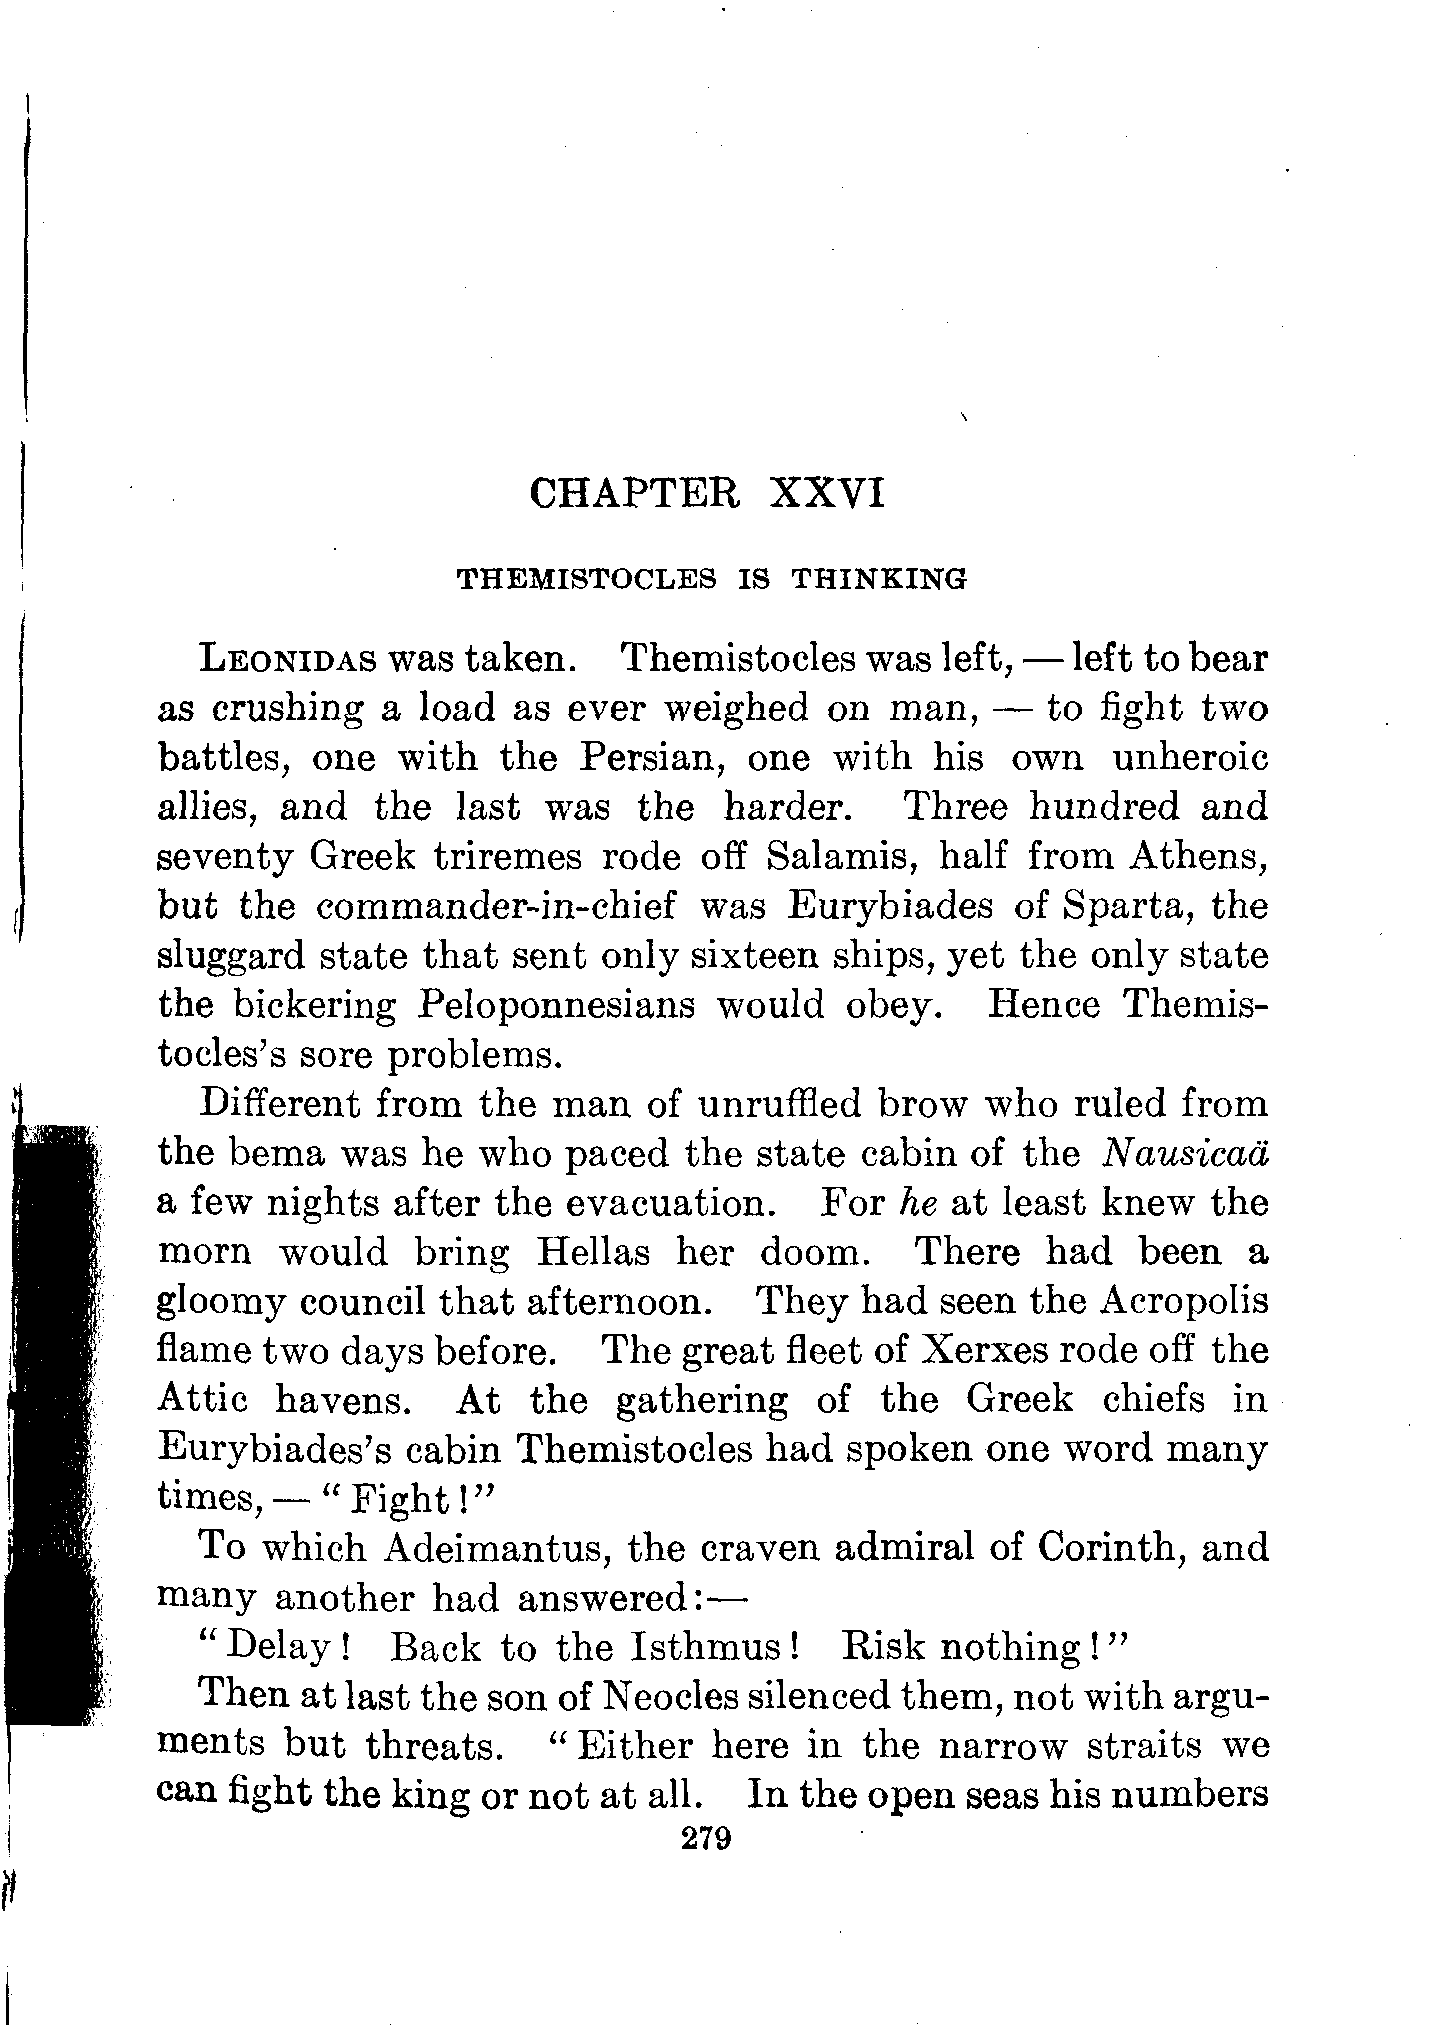 CHAPTER XXVI
THEMISTOCLES IS THINKING
LEONIDAS was taken. Themistocles was left, — left to bear
as crushing a load as ever weighed on man, — to fight two
battles, one with the Persian, one with his own unheroic
allies, and the last was the harder. Three hundred and
seventy Greek triremes rode off Salamis, half from Athens,
but the commander-in-chief was Eurybiades of Sparta, the
sluggard state that sent only sixteen ships, yet the only state
the bickering Peloponnesians would obey. Hence Themis-
tocles's sore problems.
Different from the man of unruffled brow who ruled from
the bema was he who paced the state cabin of the Nausicaä
a few nights after the evacuation. For he at least knew the
morn would bring Hellas her doom. There had been a
gloomy council that afternoon. They had seen the Acropolis
flame two days before. The great fleet of Xerxes rode off the
Attic havens. At the gathering of the Greek chiefs in
Eurybiades's cabin Themistocles had spoken one word many
times, — “Fight!”
To which Adeimantus, the craven admiral of Corinth, and
many another had answered:—
“Delay! Back to the Isthmus! Risk nothing!”
Then at last the son of Neocles silenced them, not with argu-
ments but threats. “Either here in the narrow straits we
can fight the king or not at all. In the open seas his numbers
279